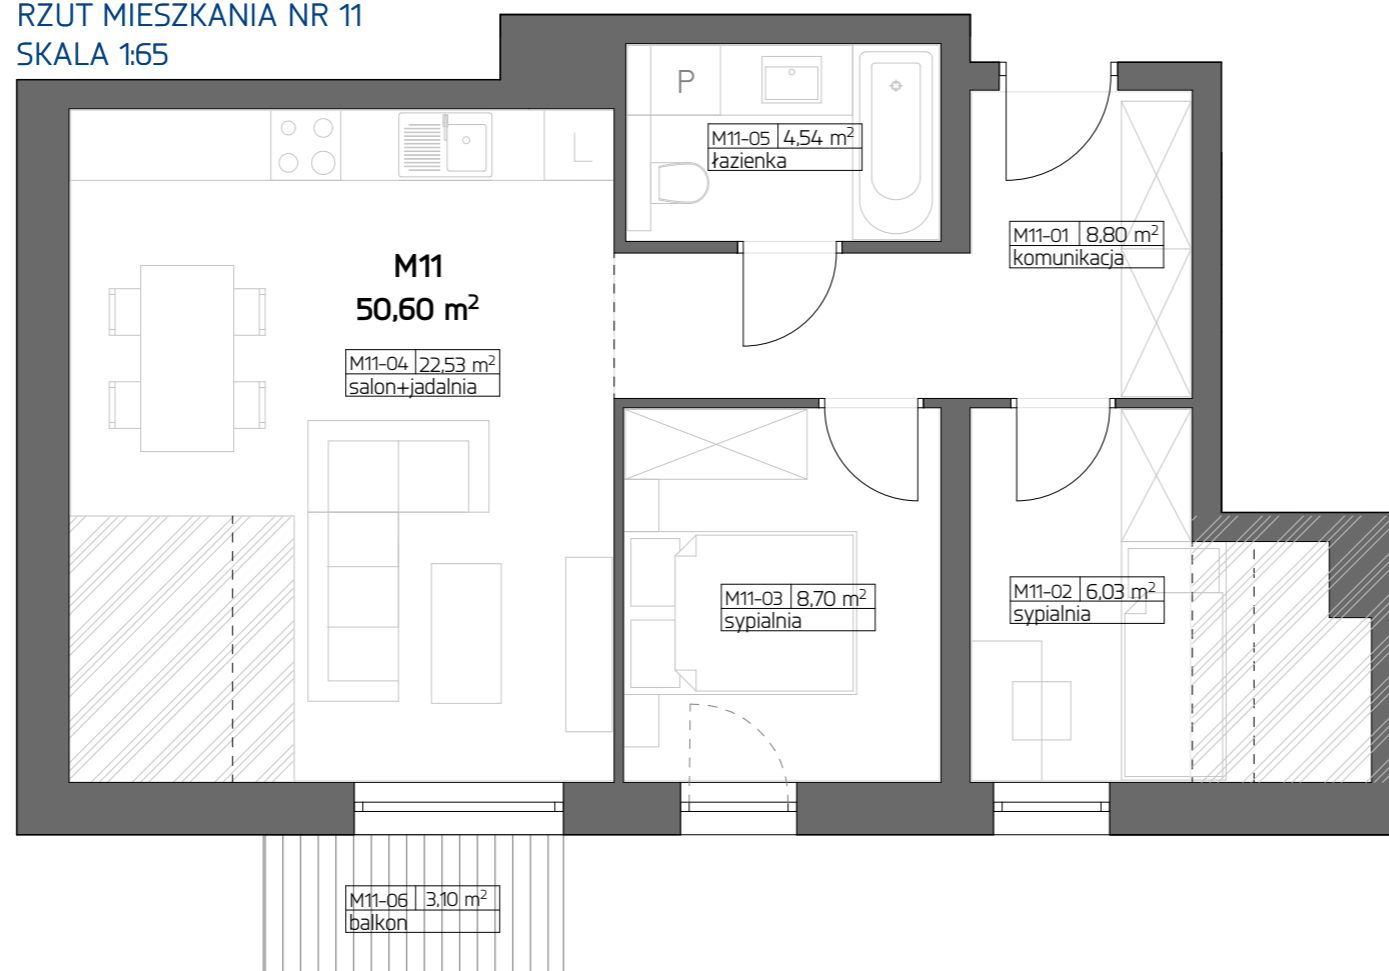 RZUT MIESZKANIA NR 11
SKALA 1:65
P
M11-05 4,54 m²
łazienka
L
M11-01 8,80 m²
komunikacja
M11
50,60 m²
M11-04 22,53 m²
salon+jadalnia
M11-03 8,70 m²
sypialnia
M11-02 6,03 m²
sypialnia
M11-06 3,10 m²
balkon